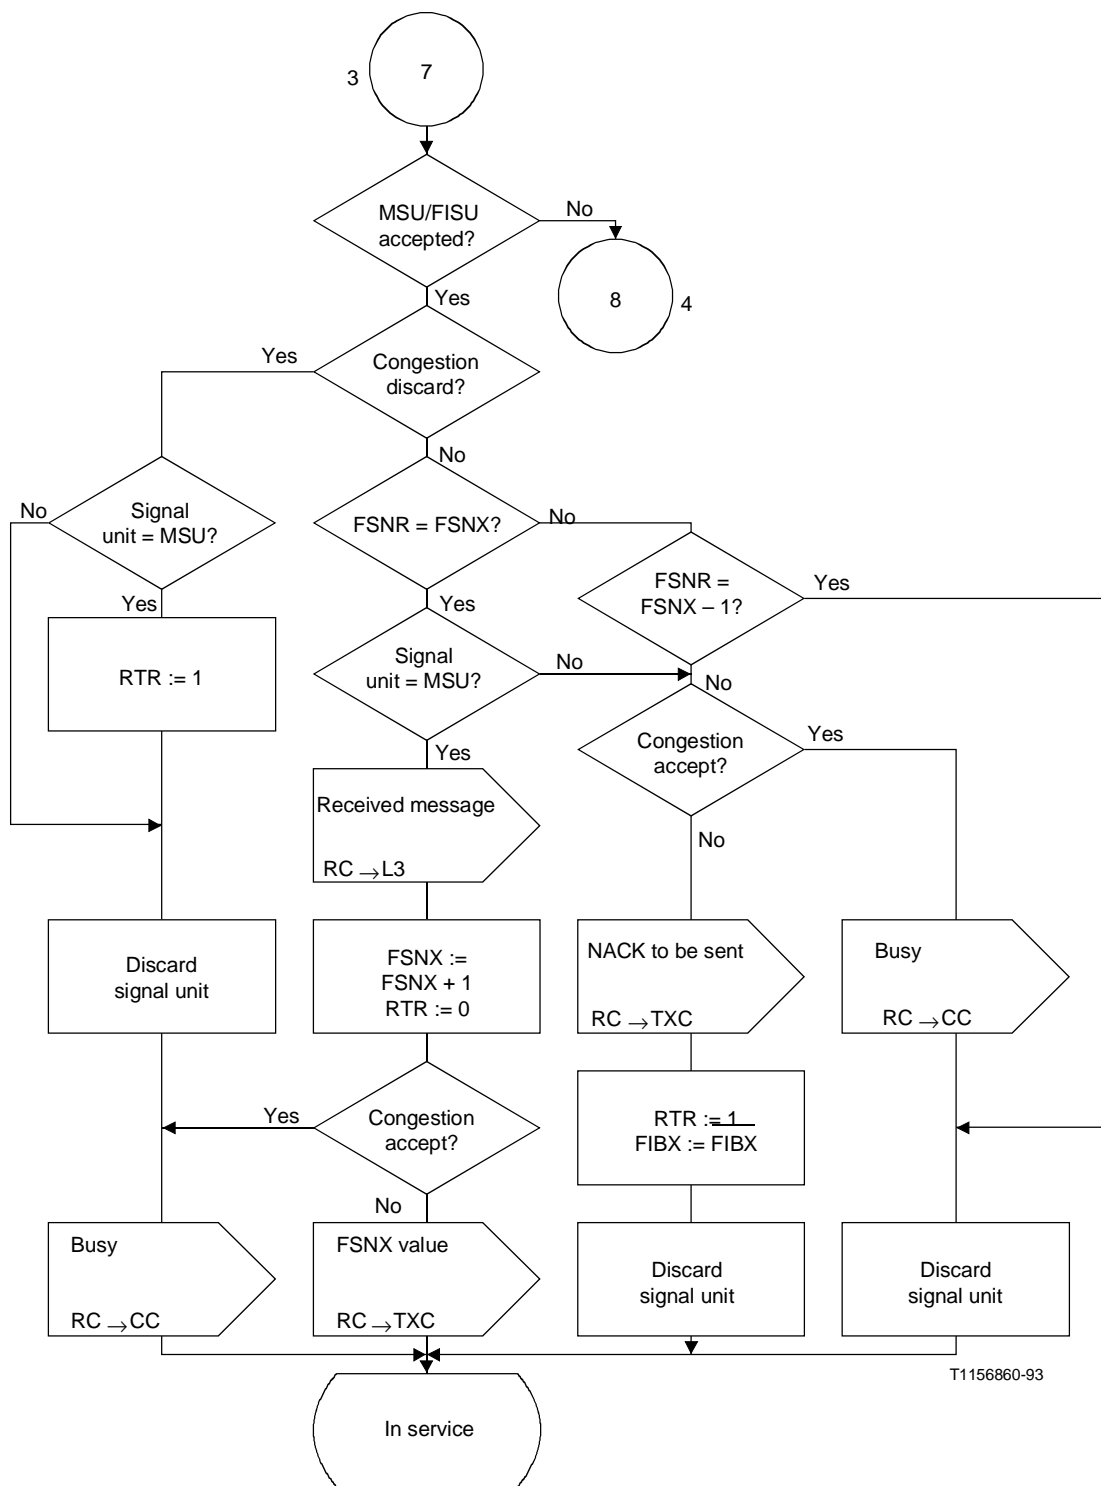 3
7
MSU/FISU
accepted?
No
8
4
Yes
Yes
Congestion
discard?
No
No
Signal
unit = MSU?
FSNR = FSNX?
No
FSNR =
FSNX – 1?
Yes
Yes
Yes
RTR := 1
Signal
unit = MSU?
No
No
Congestion
accept?
Yes
Yes
Received message
RC → L3
No
Discard
signal unit
FSNX :=
FSNX + 1
RTR := 0
NACK to be sent
RC → TXC
Busy
RC → CC
Yes
Congestion
accept?
RTR := 1
FIBX := F̅I̅B̅X̅
No
Busy
RC → CC
FSNX value
RC → TXC
Discard
signal unit
Discard
signal unit
T1156860-93
In service